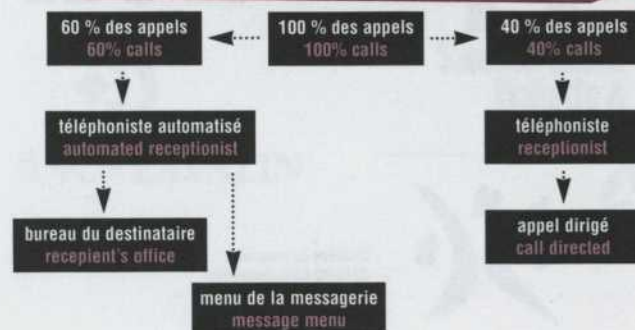 60 % des appels
60% calls
100 % des appels
100% calls
40 % des appels
40% calls
téléphoniste automatisé
automated receptionist
téléphoniste
receptionist
bureau du destinataire
recepient's office
appel dirigé
call directed
menu de la messagerie
message menu